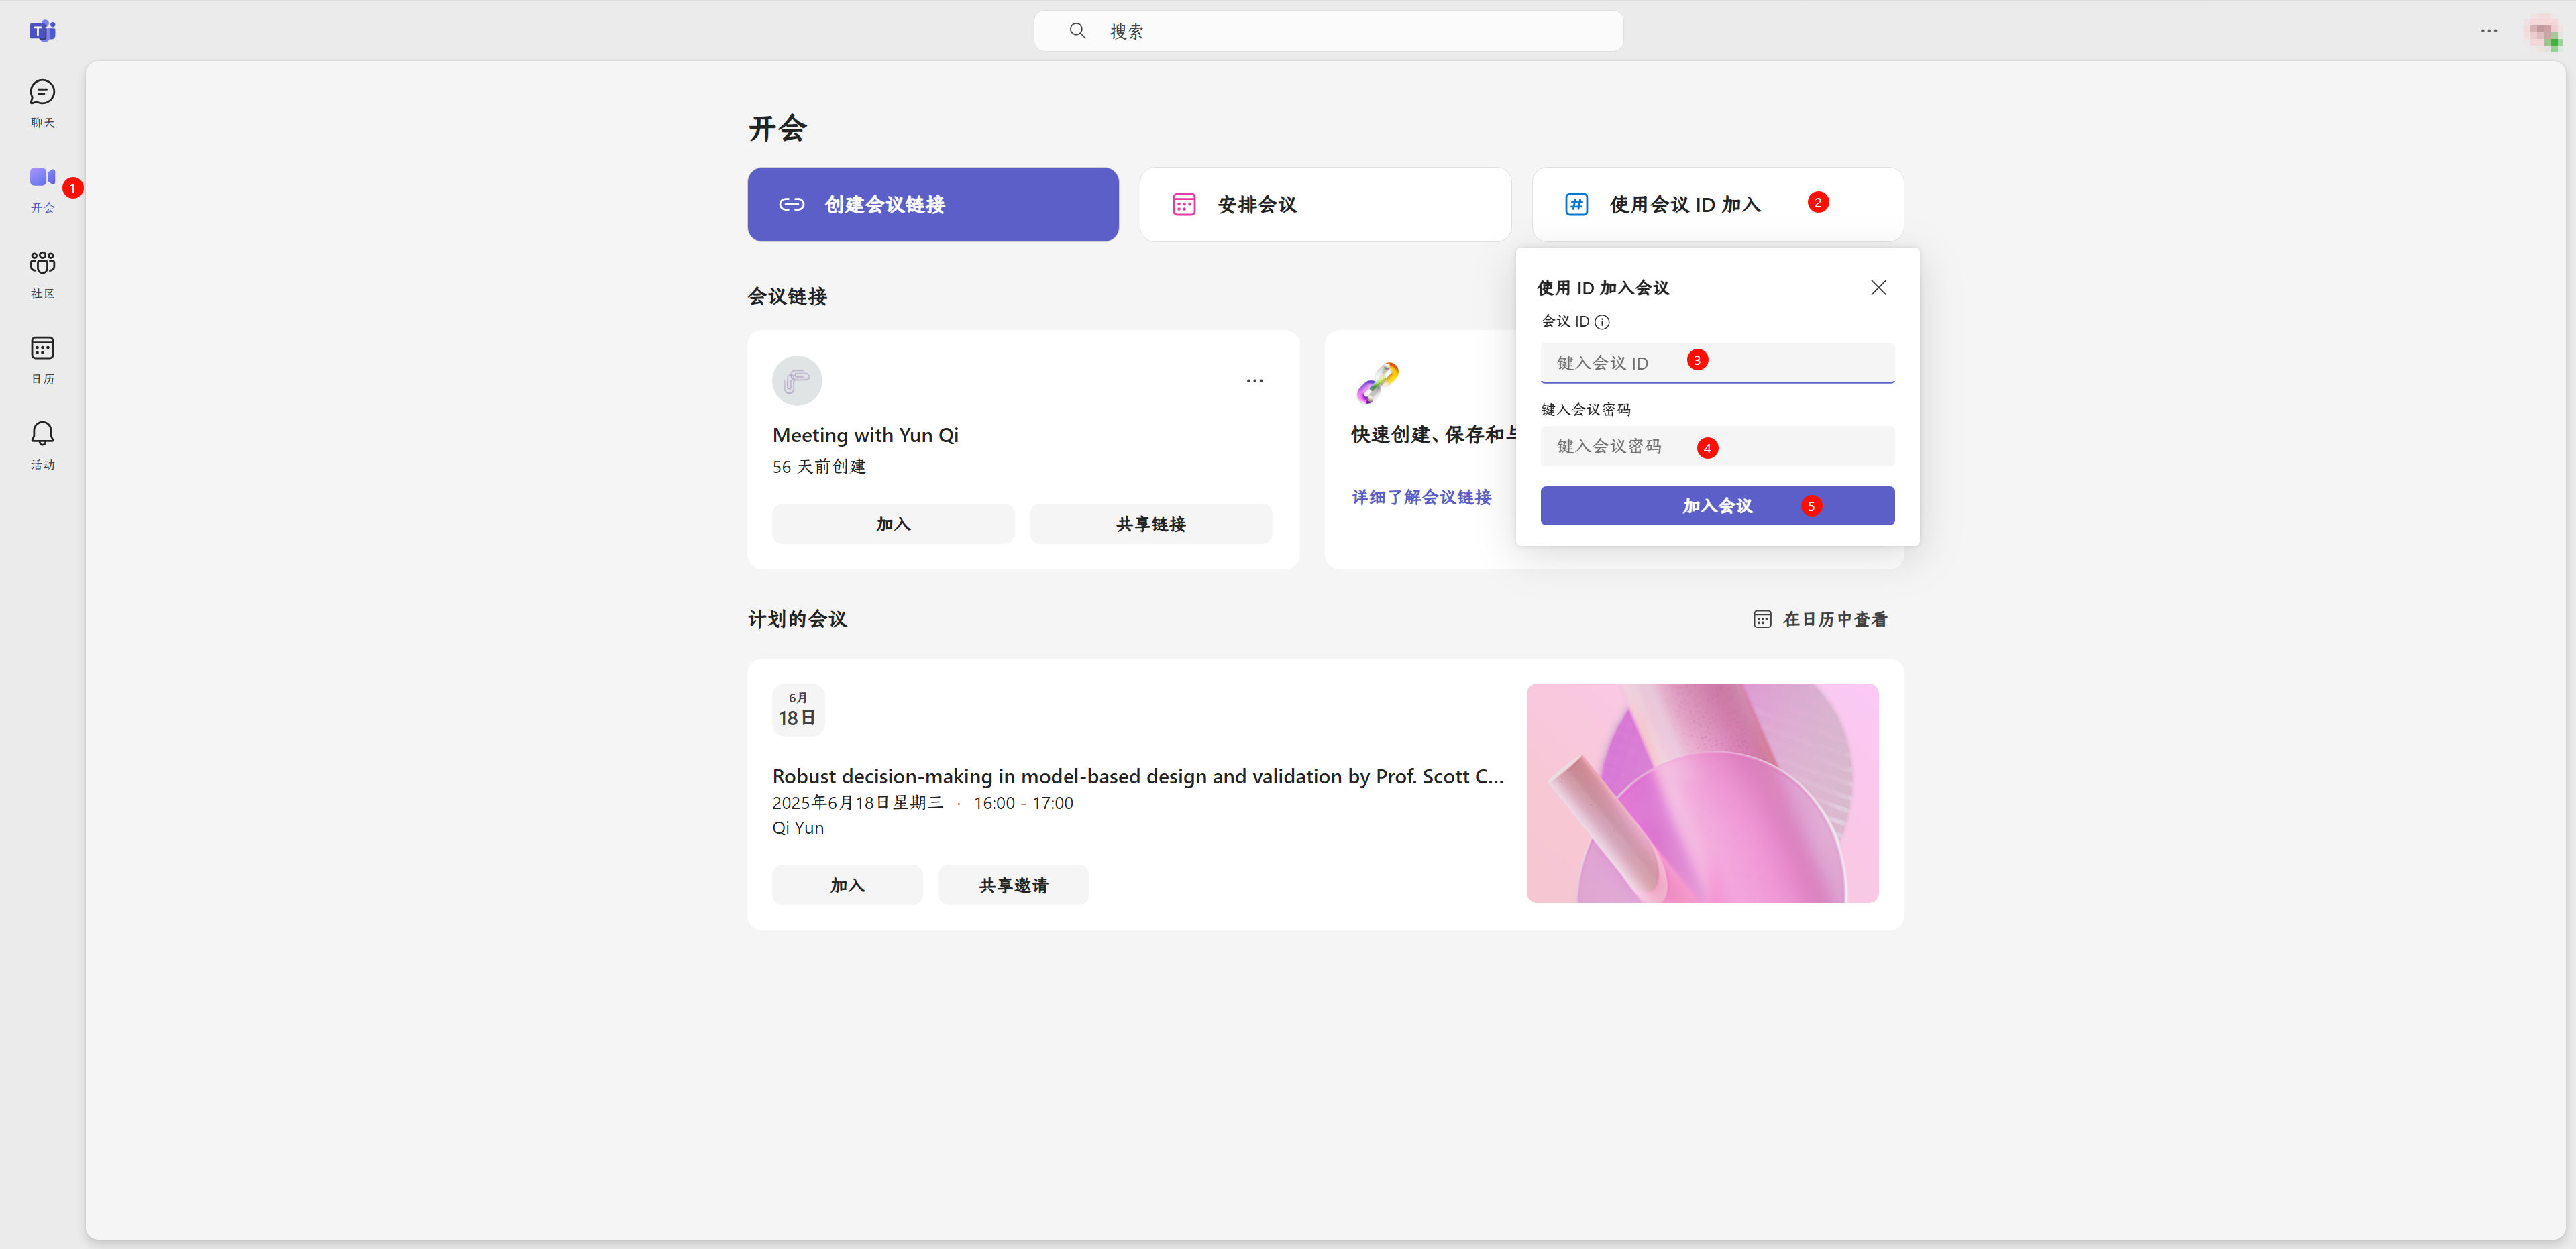 搜索
聊天
开会
1
社区
日历
活动
开会
创建会议链接
安排会议
使用会议 ID 加入
2
会议链接
Meeting with Yun Qi
56 天前创建
加入
共享链接
快速创建、保存和与
详细了解会议链接
使用 ID 加入会议
会议 ID
键入会议 ID
3
键入会议密码
键入会议密码
4
加入会议
5
计划的会议
在日历中查看
6月
18日
Robust decision-making in model-based design and validation by Prof. Scott C...
2025年6月18日星期三 · 16:00 - 17:00
Qi Yun
加入
共享邀请